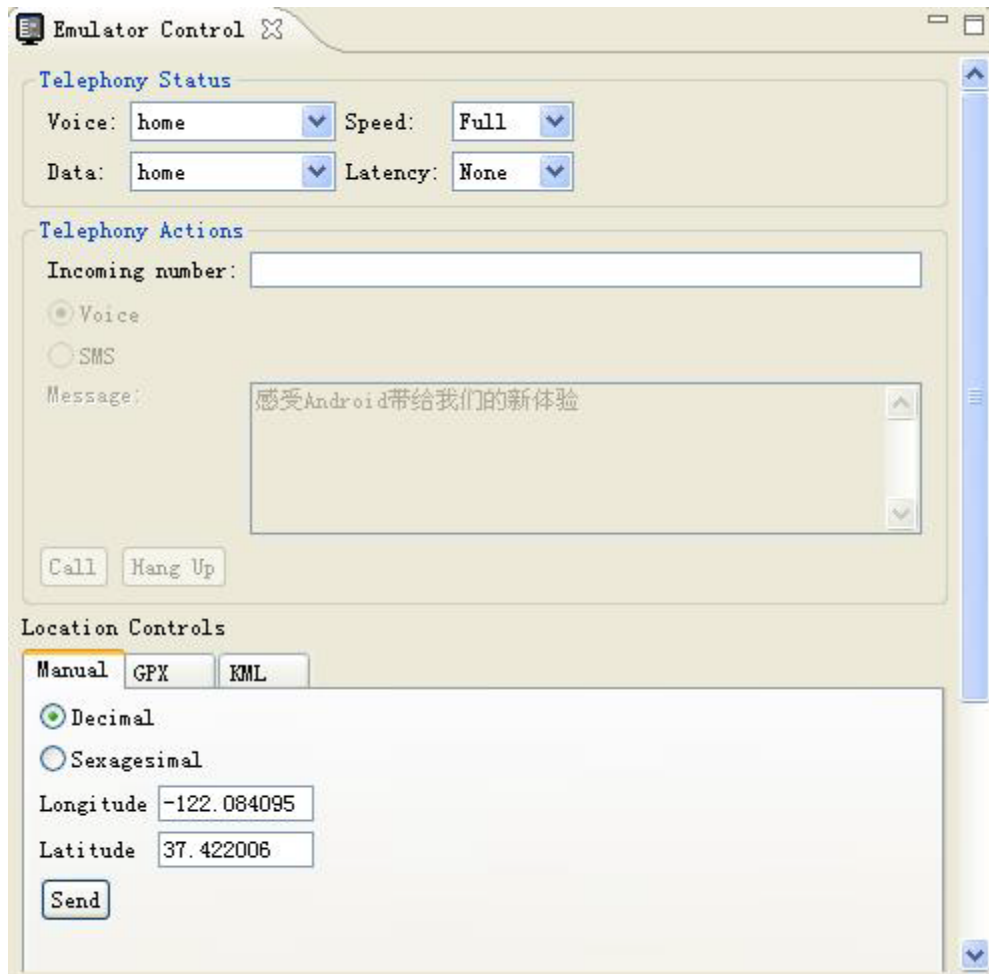 Emulator Control
Telephony Status
Voice: home Speed: Full
Data: home Latency: None
Telephony Actions
Incoming number:
Voice
SMS
Message: 感受Android带给我们的新体验
Call Hang Up
Location Controls
Manual GPX KML
Decimal
Sexagesimal
Longitude -122.084095
Latitude 37.422006
Send